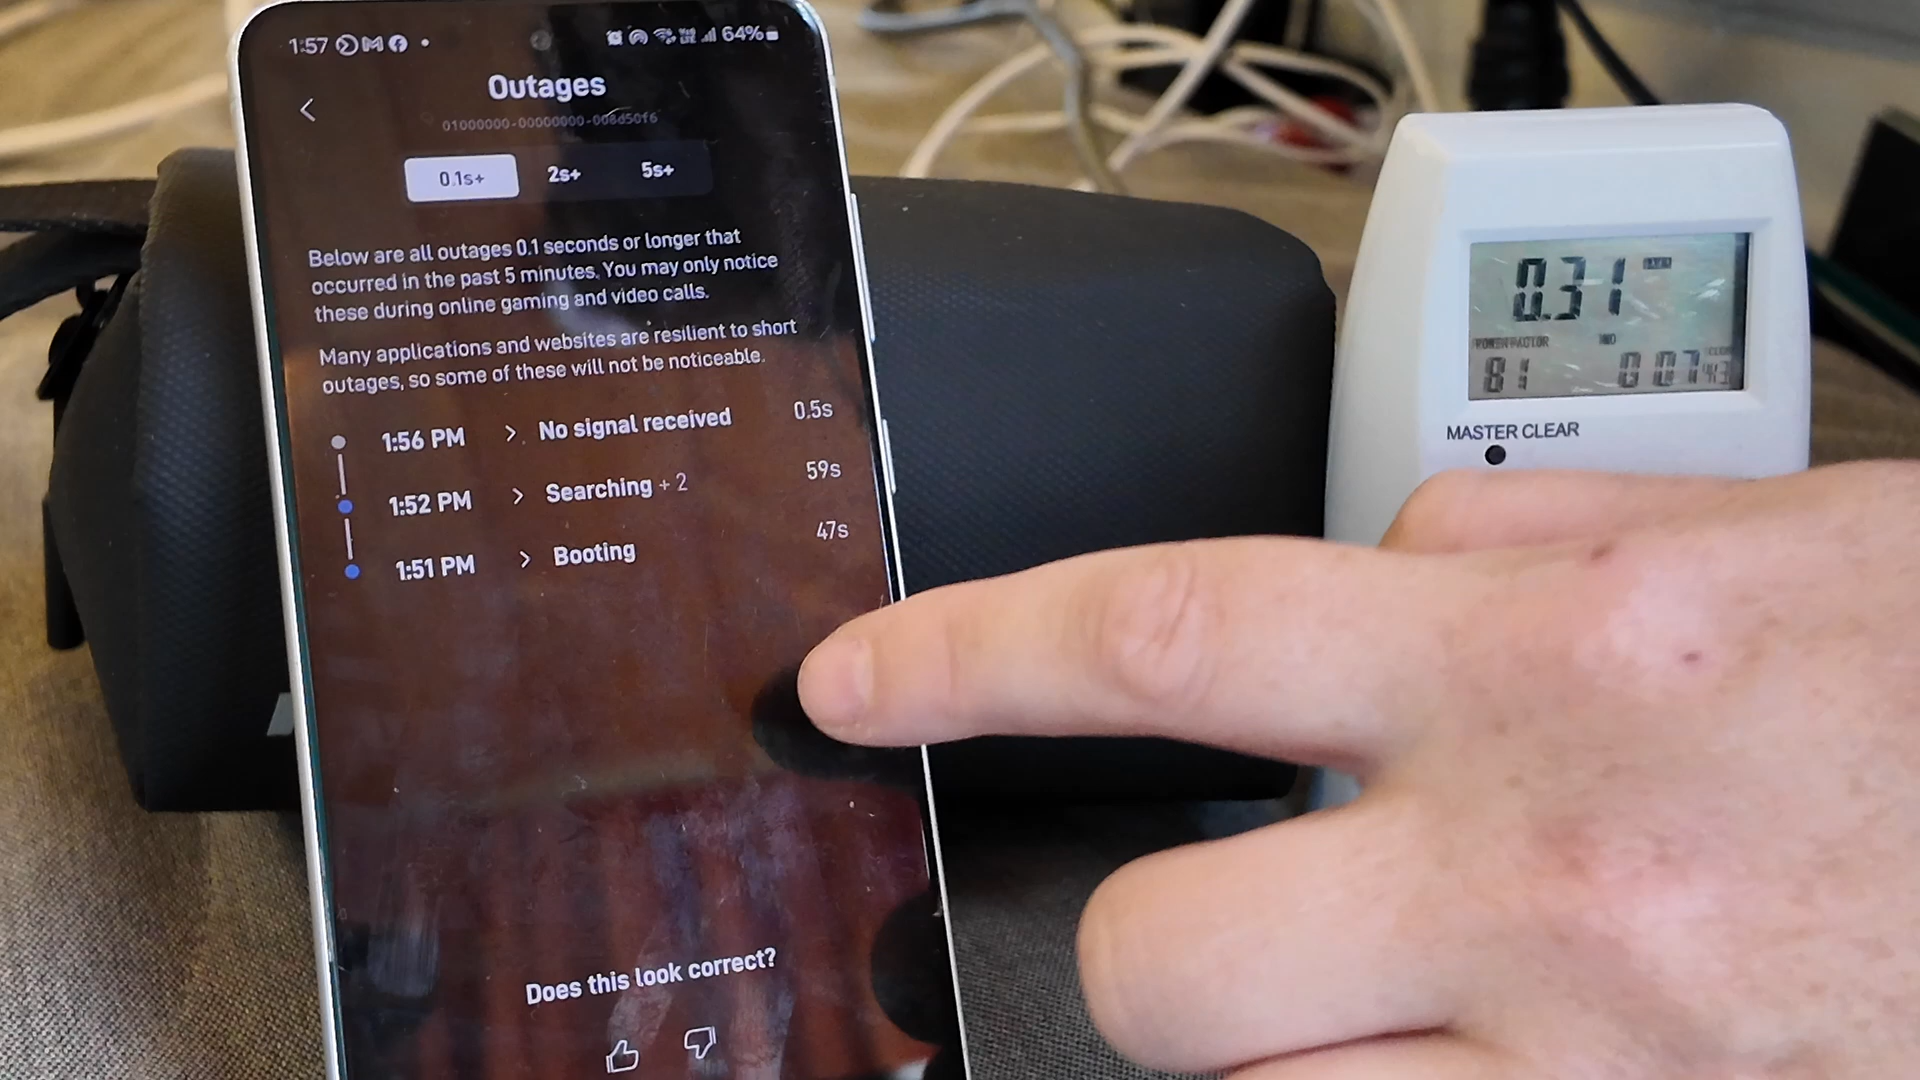 1:57 64%
Outages
01000000-00000000-008d50f6
0.1s+ 2s+ 5s+
Below are all outages 0.1 seconds or longer that
occurred in the past 5 minutes. You may only notice
these during online gaming and video calls.
Many applications and websites are resilient to short
outages, so some of these will not be noticeable.
1:56 PM No signal received 0.5s
1:52 PM Searching + 2 59s
1:51 PM Booting 47s
Does this look correct?
0.31
POWER FACTOR
81 00743
MASTER CLEAR